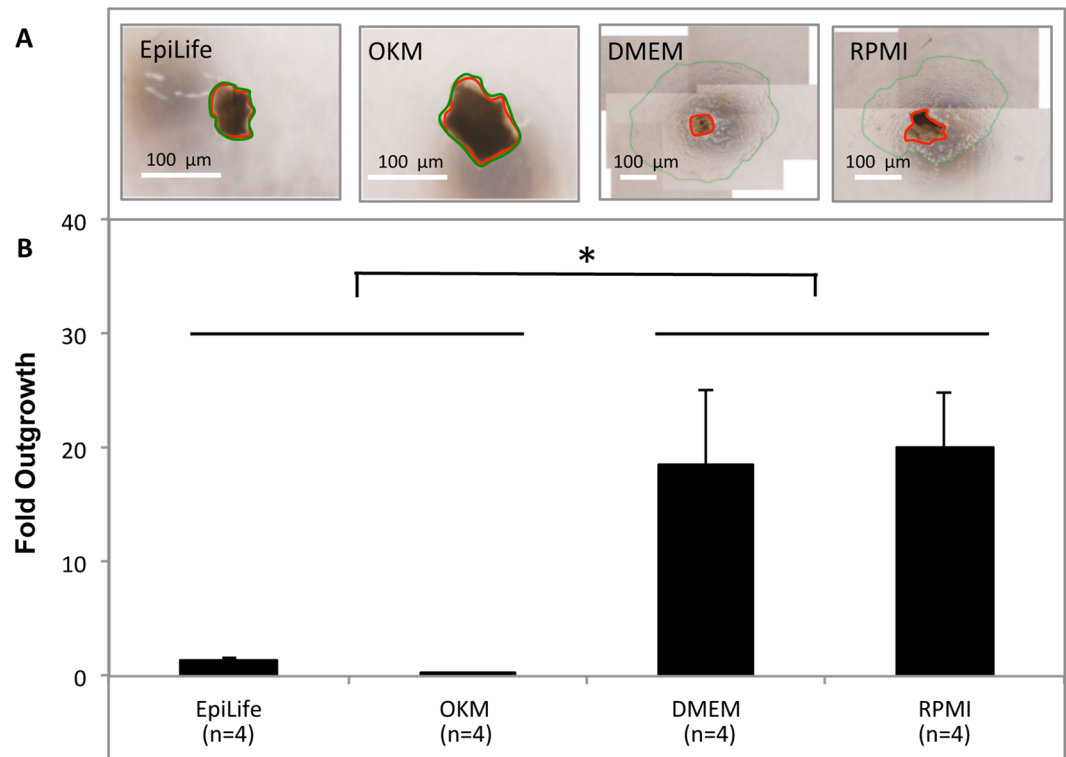 A
EpiLife
OKM
DMEM
RPMI
100 μm
100 μm
100 μm
100 μm
B
*
Fold Outgrowth
40
30
20
10
0
EpiLife
(n=4)
OKM
(n=4)
DMEM
(n=4)
RPMI
(n=4)